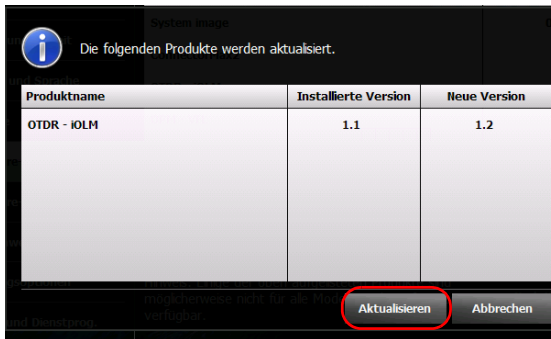 System image
Die folgenden Produkte werden aktualisiert.
und Sprache
Produktname Installierte Version Neue Version
OTDR - iOLM 1.1 1.2
möglicherweise nicht für alle
verfügbar.
Aktualisieren Abbrechen
und Dienstprog.